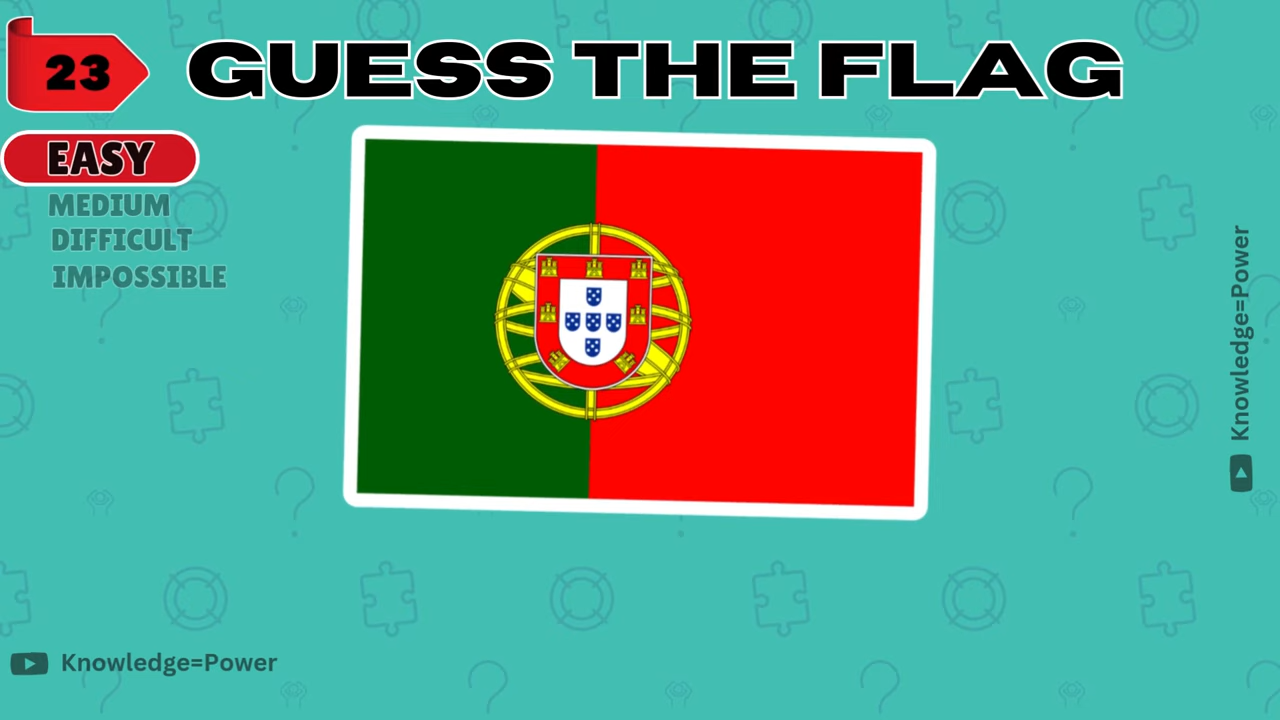 23
GUESS THE FLAG
EASY
MEDIUM
DIFFICULT
IMPOSSIBLE
Knowledge=Power
Knowledge=Power